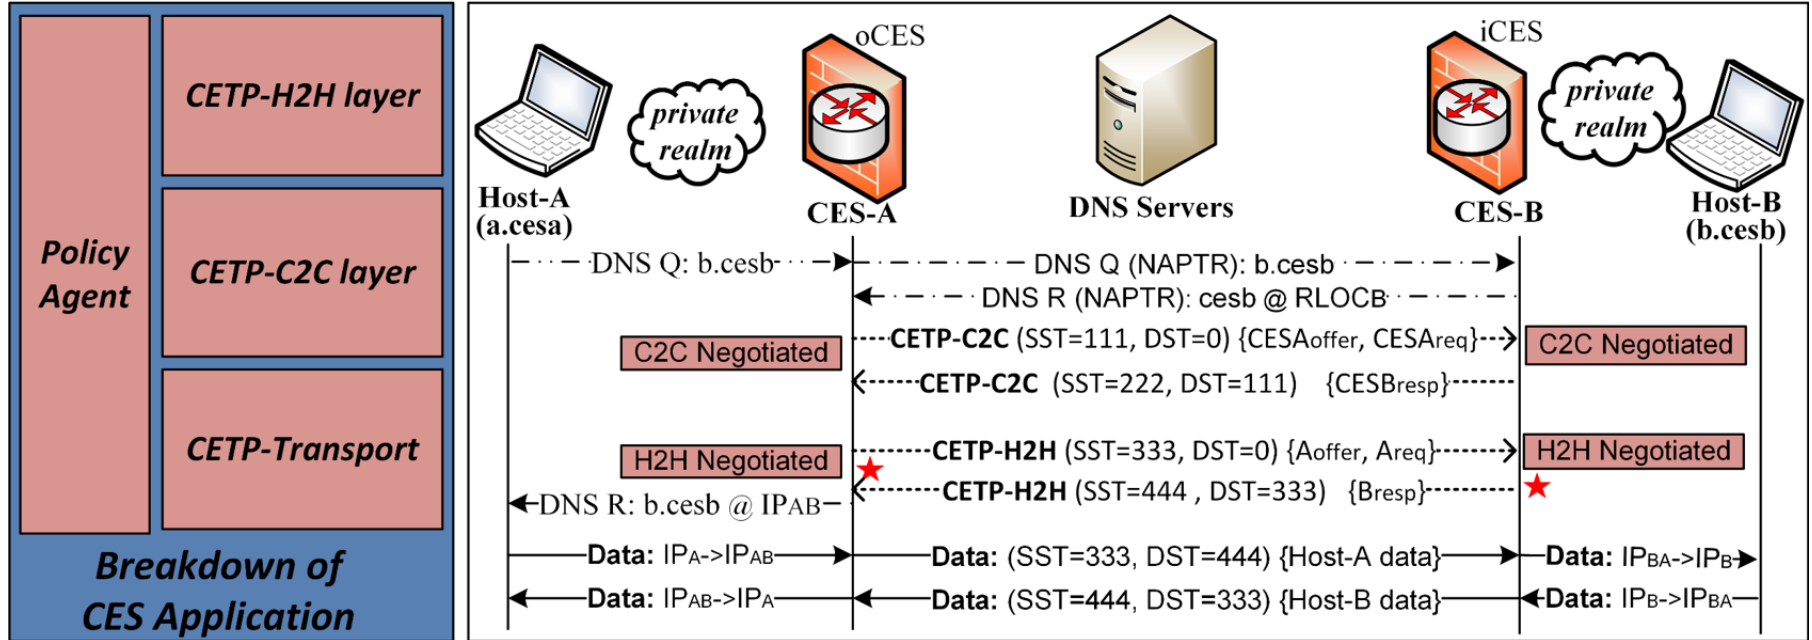 Policy
Agent
CETP-H2H layer
CETP-C2C layer
CETP-Transport
Breakdown of
CES Application
oCES
iCES
private
realm
private
realm
Host-A
(a.cesa)
CES-A
DNS Servers
CES-B
Host-B
(b.cesb)
DNS Q: b.cesb
DNS Q (NAPTR): b.cesb
DNS R (NAPTR): cesb @ RLOCB
C2C Negotiated
CETP-C2C (SST=111, DST=0) {CESAoffer, CESAreq}
C2C Negotiated
CETP-C2C (SST=222, DST=111) {CESBresp}
H2H Negotiated
CETP-H2H (SST=333, DST=0) {Aoffer, Areq}
H2H Negotiated
CETP-H2H (SST=444 , DST=333) {Bresp}
DNS R: b.cesb @ IPAB
Data: IPA->IPAB
Data: (SST=333, DST=444) {Host-A data}
Data: IPBA->IPB
Data: IPAB->IPA
Data: (SST=444, DST=333) {Host-B data}
Data: IPB->IPBA